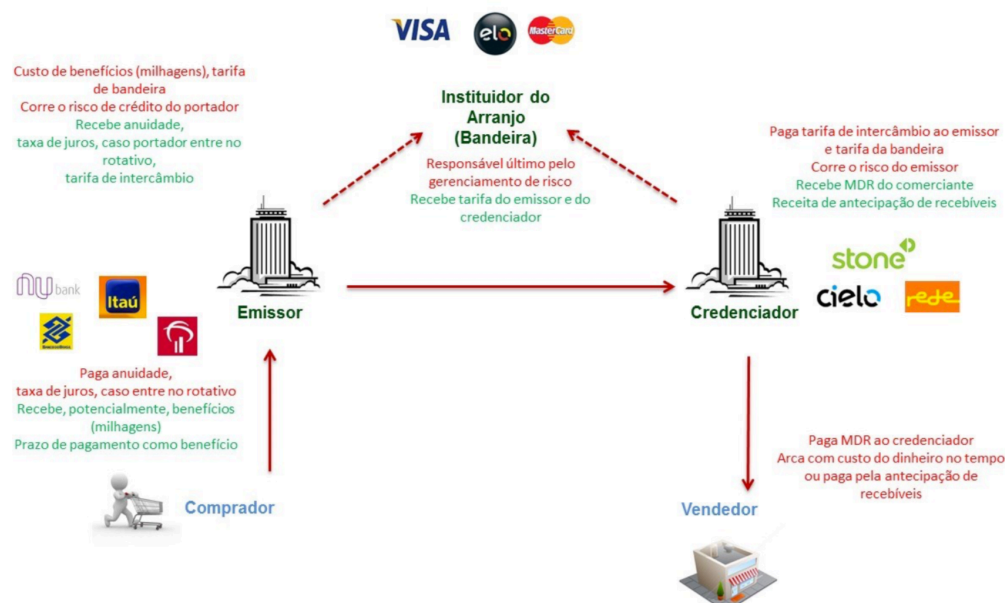 VISA
elo
MasterCard
Custo de benefícios (milhagens), tarifa
de bandeira
Corre o risco de crédito do portador
Recebe anuidade,
taxa de juros, caso portador entre no
rotativo,
tarifa de intercâmbio
Instituidor do
Arranjo
(Bandeira)
Responsável último pelo
gerenciamento de risco
Recebe tarifa do emissor e do
credenciador
Paga tarifa de intercâmbio ao emissor
e tarifa da bandeira
Corre o risco do emissor
Recebe MDR do comerciante
Receita de antecipação de recebíveis
stone
cielo
rede
nu bank
Itaú
Emissor
Credenciador
Paga anuidade,
taxa de juros, caso entre no rotativo
Recebe, potencialmente, benefícios
(milhagens)
Prazo de pagamento como benefício
Comprador
Paga MDR ao credenciador
Arca com custo do dinheiro no tempo
ou paga pela antecipação de
recebíveis
Vendedor